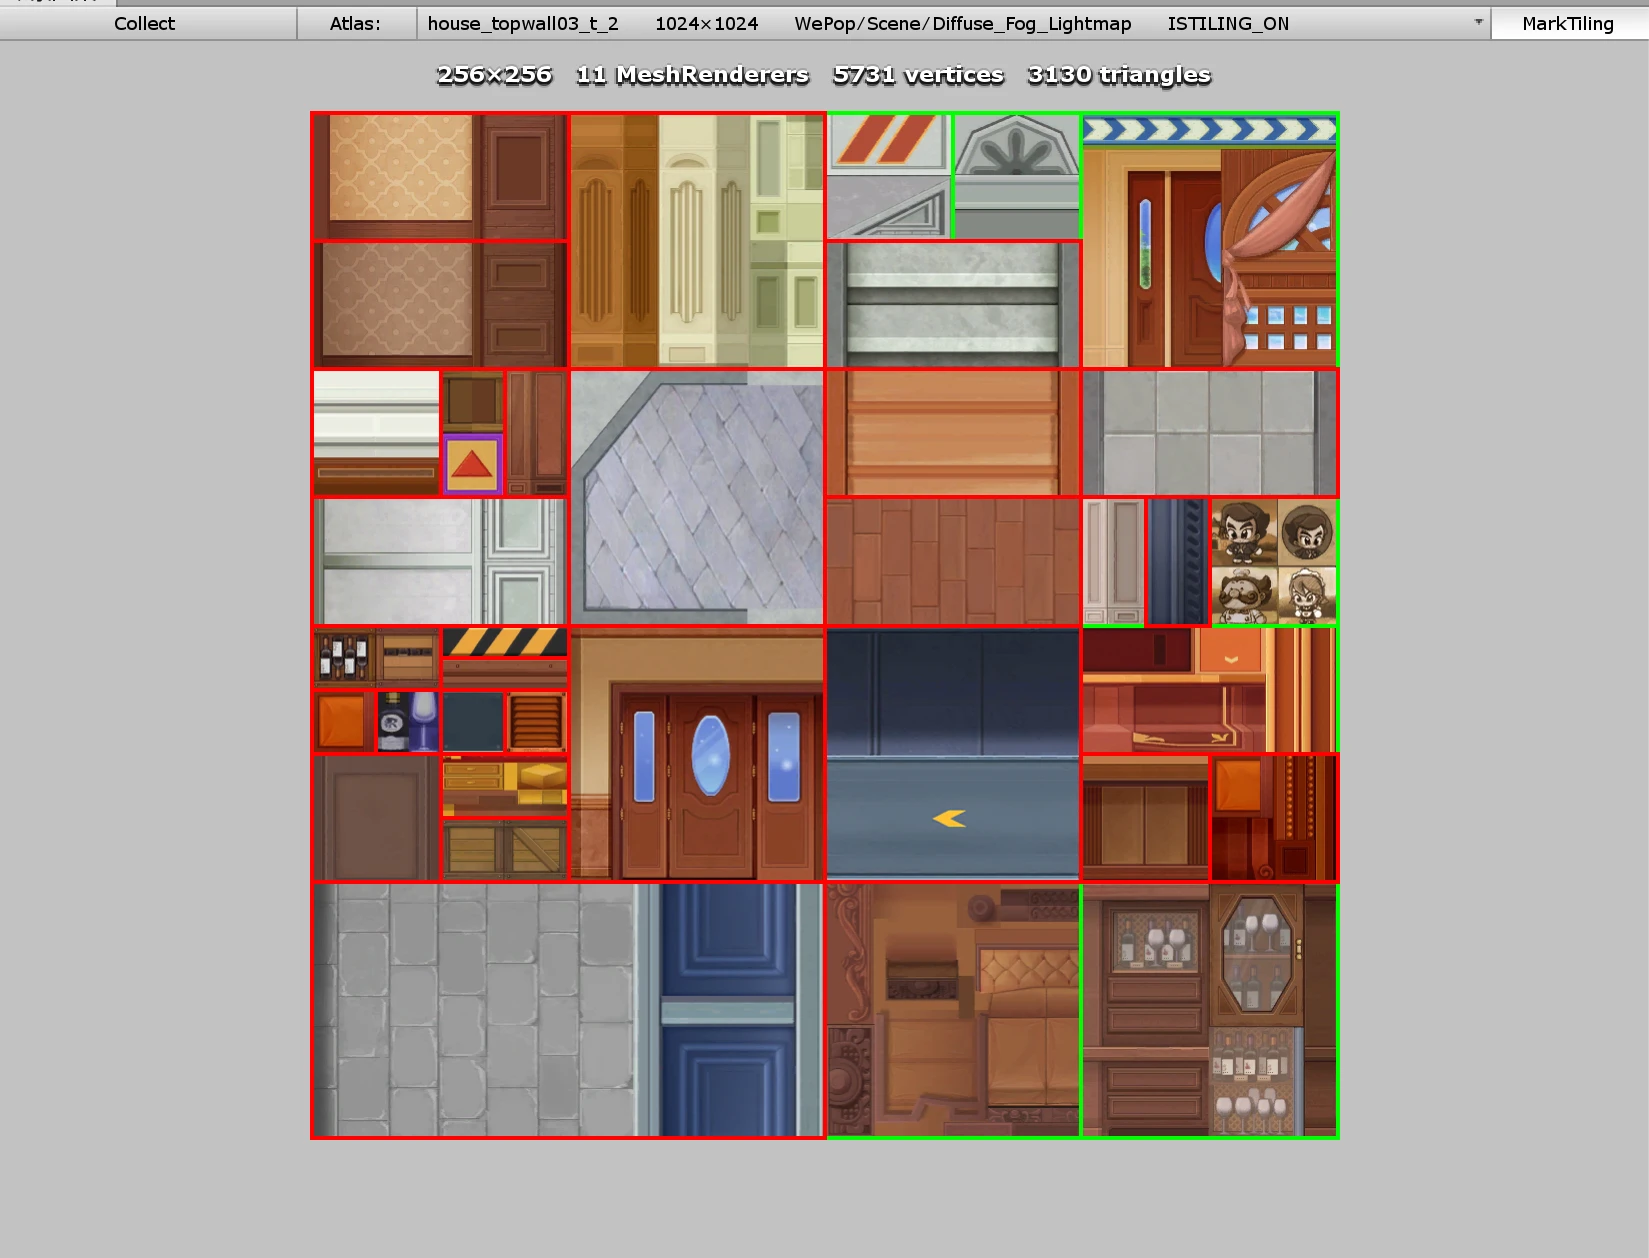 Collect
Atlas:
house_topwall03_t_2 1024×1024 WePop/Scene/Diffuse_Fog_Lightmap ISTILING_ON
MarkTiling
256×256 11 MeshRenderers 5731 vertices 3130 triangles